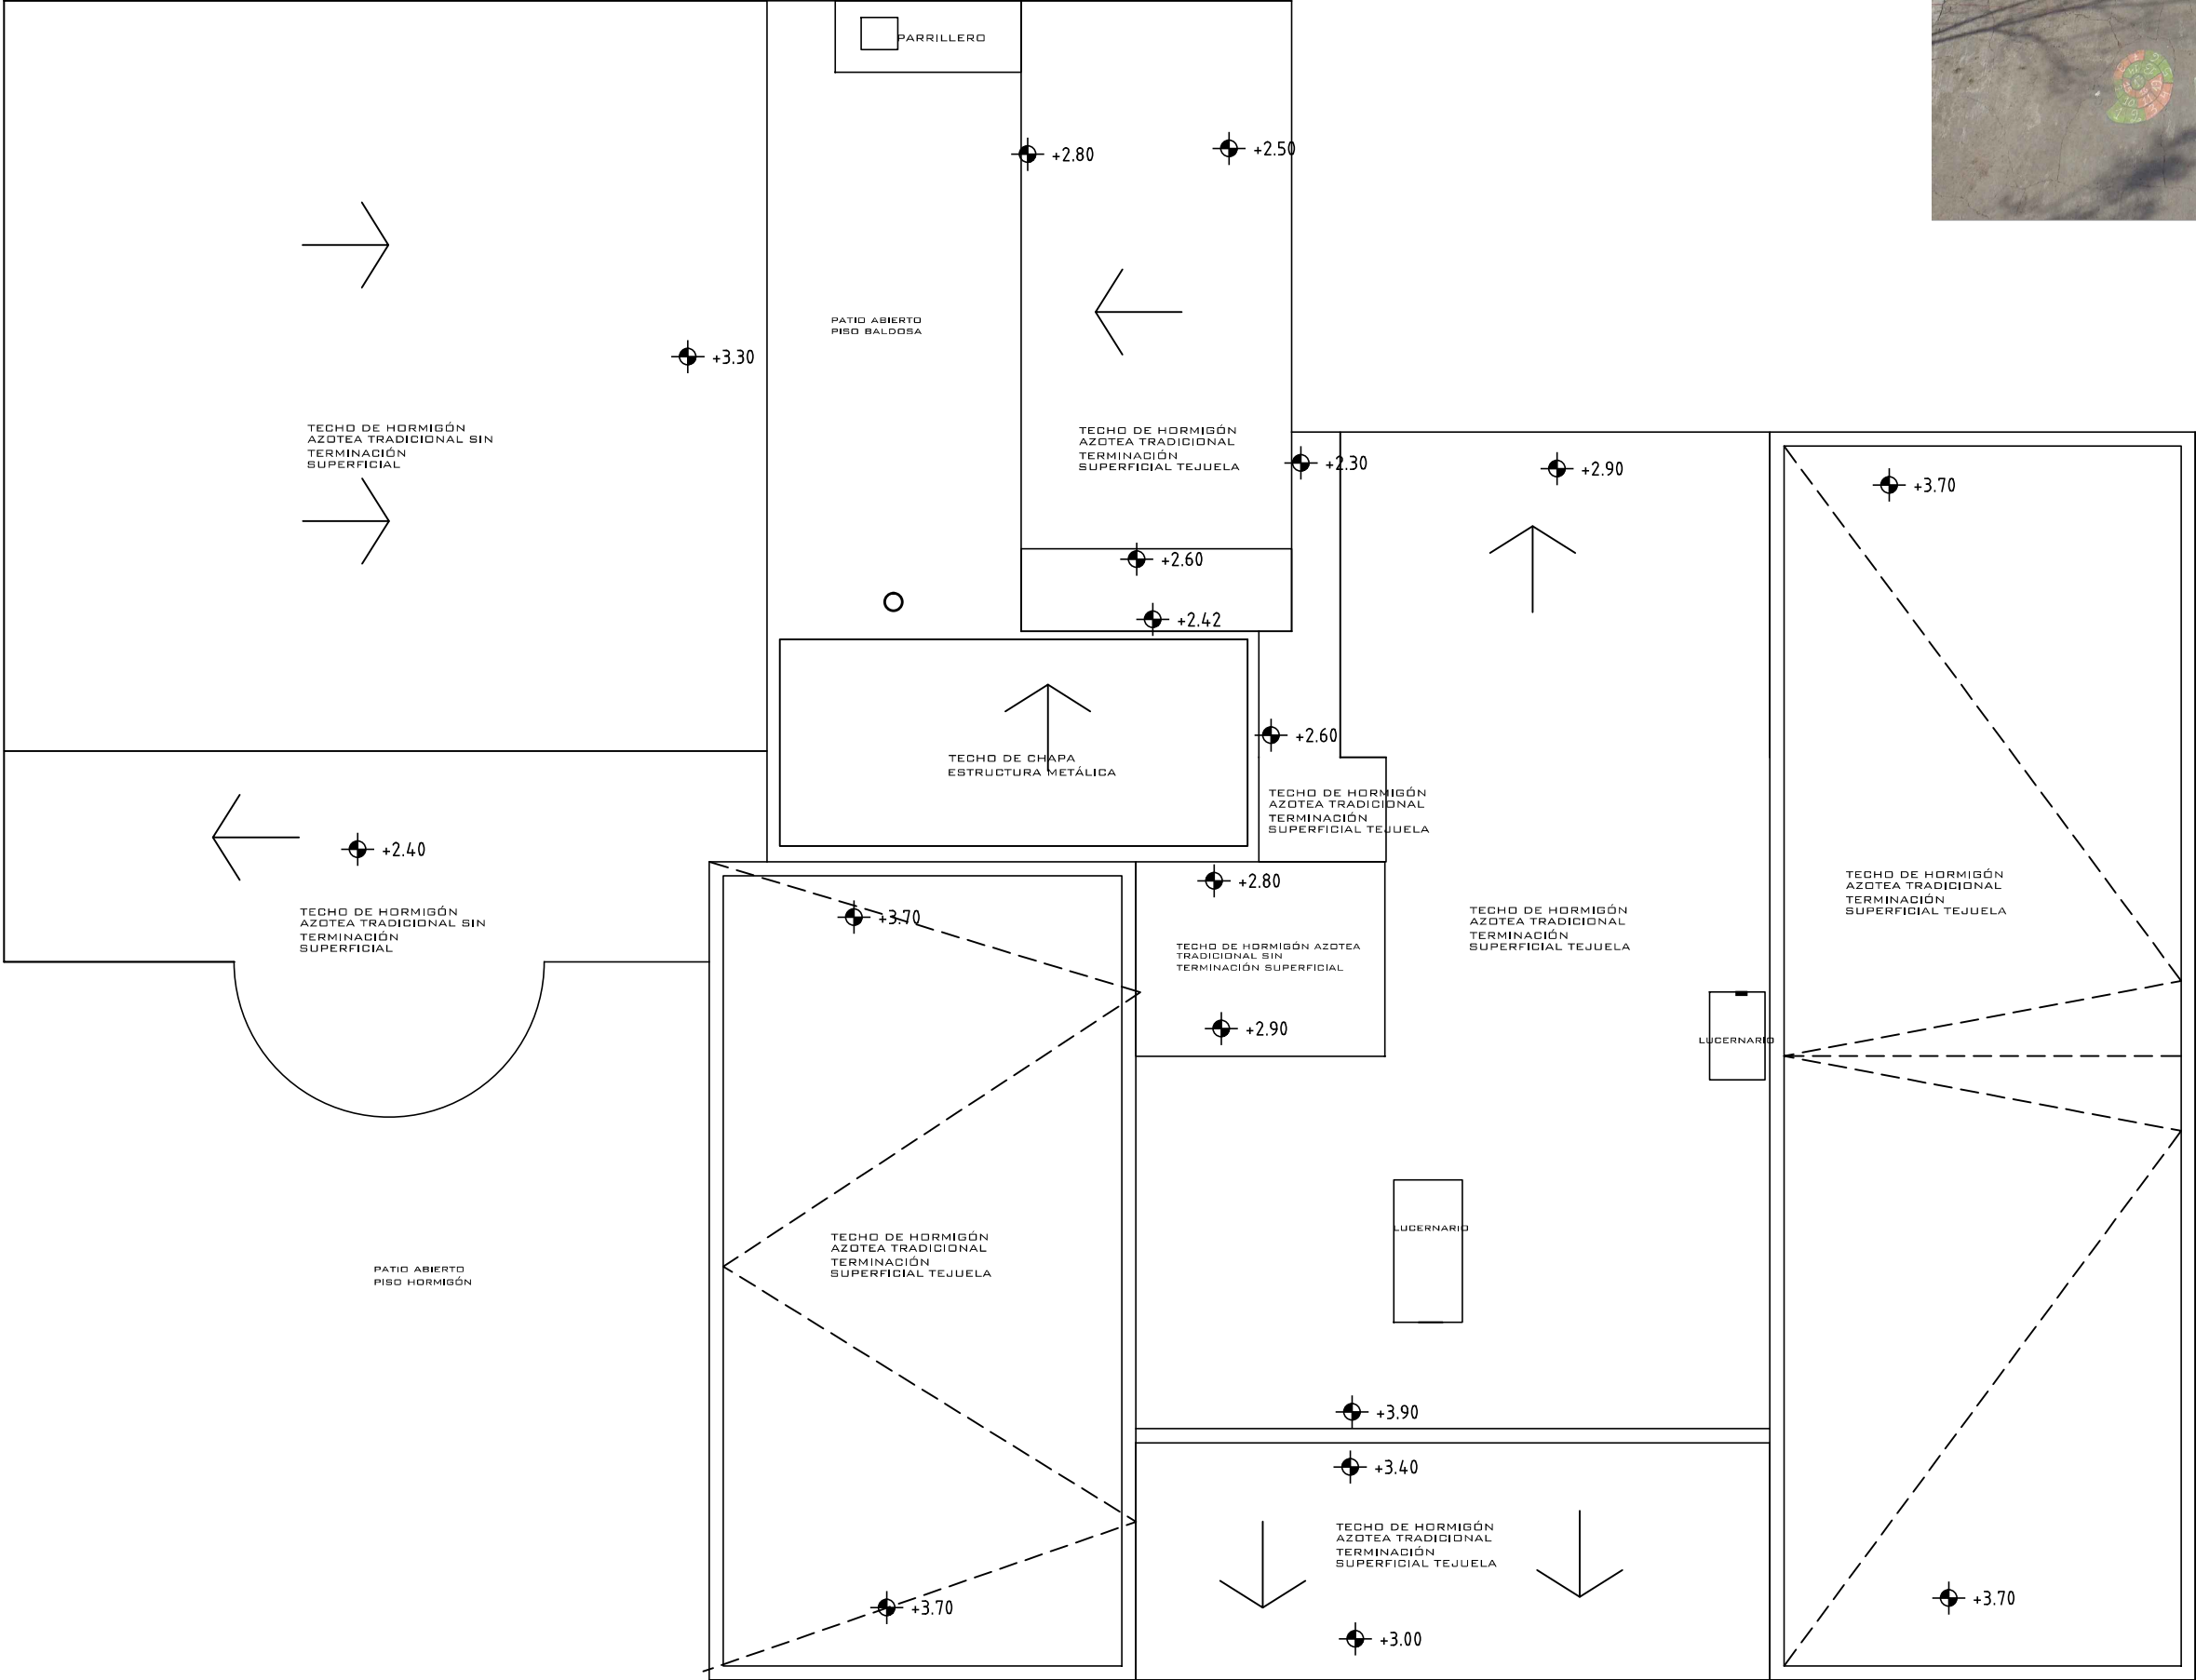 PARRILLERO
+2.80
+2.50
PATIO ABIERTO
PISO BALDOSA
+3.30
TECHO DE HORMIGÓN
AZOTEA TRADICIONAL SIN
TERMINACIÓN
SUPERFICIAL
TECHO DE HORMIGÓN
AZOTEA TRADICIONAL
TERMINACIÓN
SUPERFICIAL TEJUELA
+2.30
+2.90
+3.70
+2.60
+2.42
+2.60
TECHO DE CHAPA
ESTRUCTURA METÁLICA
TECHO DE HORMIGÓN
AZOTEA TRADICIONAL
TERMINACIÓN
SUPERFICIAL TEJUELA
+2.40
TECHO DE HORMIGÓN
AZOTEA TRADICIONAL SIN
TERMINACIÓN
SUPERFICIAL
+3.70
+2.80
TECHO DE HORMIGÓN AZOTEA
TRADICIONAL SIN
TERMINACIÓN SUPERFICIAL
+2.90
TECHO DE HORMIGÓN
AZOTEA TRADICIONAL
TERMINACIÓN
SUPERFICIAL TEJUELA
TECHO DE HORMIGÓN
AZOTEA TRADICIONAL
TERMINACIÓN
SUPERFICIAL TEJUELA
LUCERNARIO
LUCERNARIO
PATIO ABIERTO
PISO HORMIGÓN
TECHO DE HORMIGÓN
AZOTEA TRADICIONAL
TERMINACIÓN
SUPERFICIAL TEJUELA
+3.90
+3.40
TECHO DE HORMIGÓN
AZOTEA TRADICIONAL
TERMINACIÓN
SUPERFICIAL TEJUELA
+3.70
+3.00
+3.70